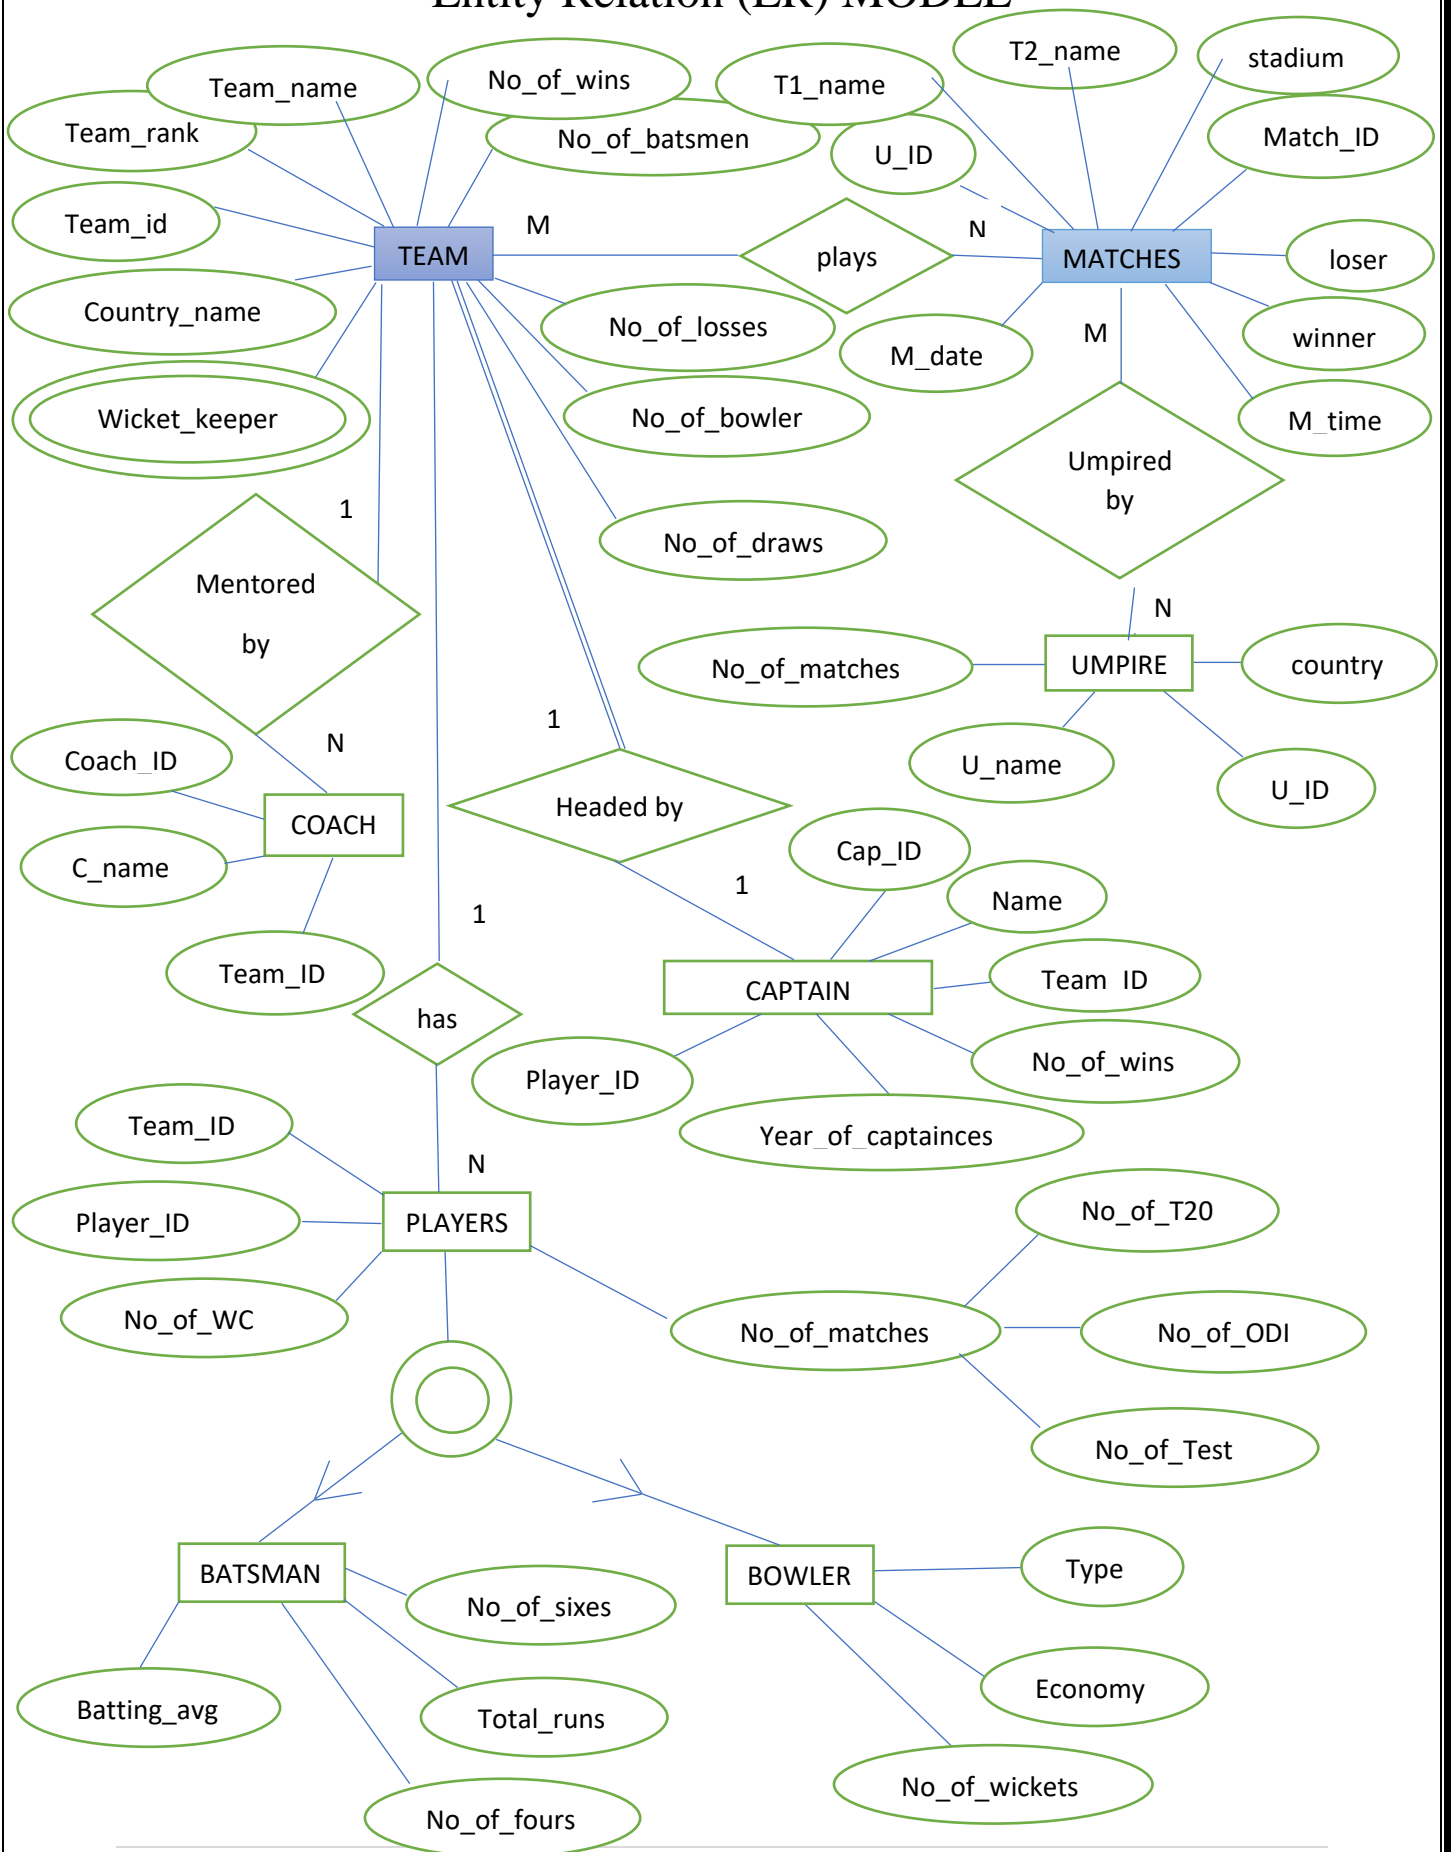 Entity Relation (ER) MODEL
T2_name
stadium
Team_name
No_of_wins
T1_name
Team_rank
No_of_batsmen
U_ID
Match_ID
Team_id
M
N
TEAM
plays
MATCHES
loser
Country_name
No_of_losses
M_date
M
winner
Wicket_keeper
No_of_bowler
M_time
Umpired
by
1
No_of_draws
Mentored
by
N
No_of_matches
UMPIRE
country
1
N
Coach_ID
U_name
U_ID
Headed by
COACH
Cap_ID
C_name
1
Name
1
Team_ID
CAPTAIN
Team ID
has
No_of_wins
Player_ID
Team_ID
Year_of_captainces
N
No_of_T20
Player_ID
PLAYERS
No_of_WC
No_of_matches
No_of_ODI
No_of_Test
BATSMAN
BOWLER
Type
No_of_sixes
Economy
Batting_avg
Total_runs
No_of_wickets
No_of_fours